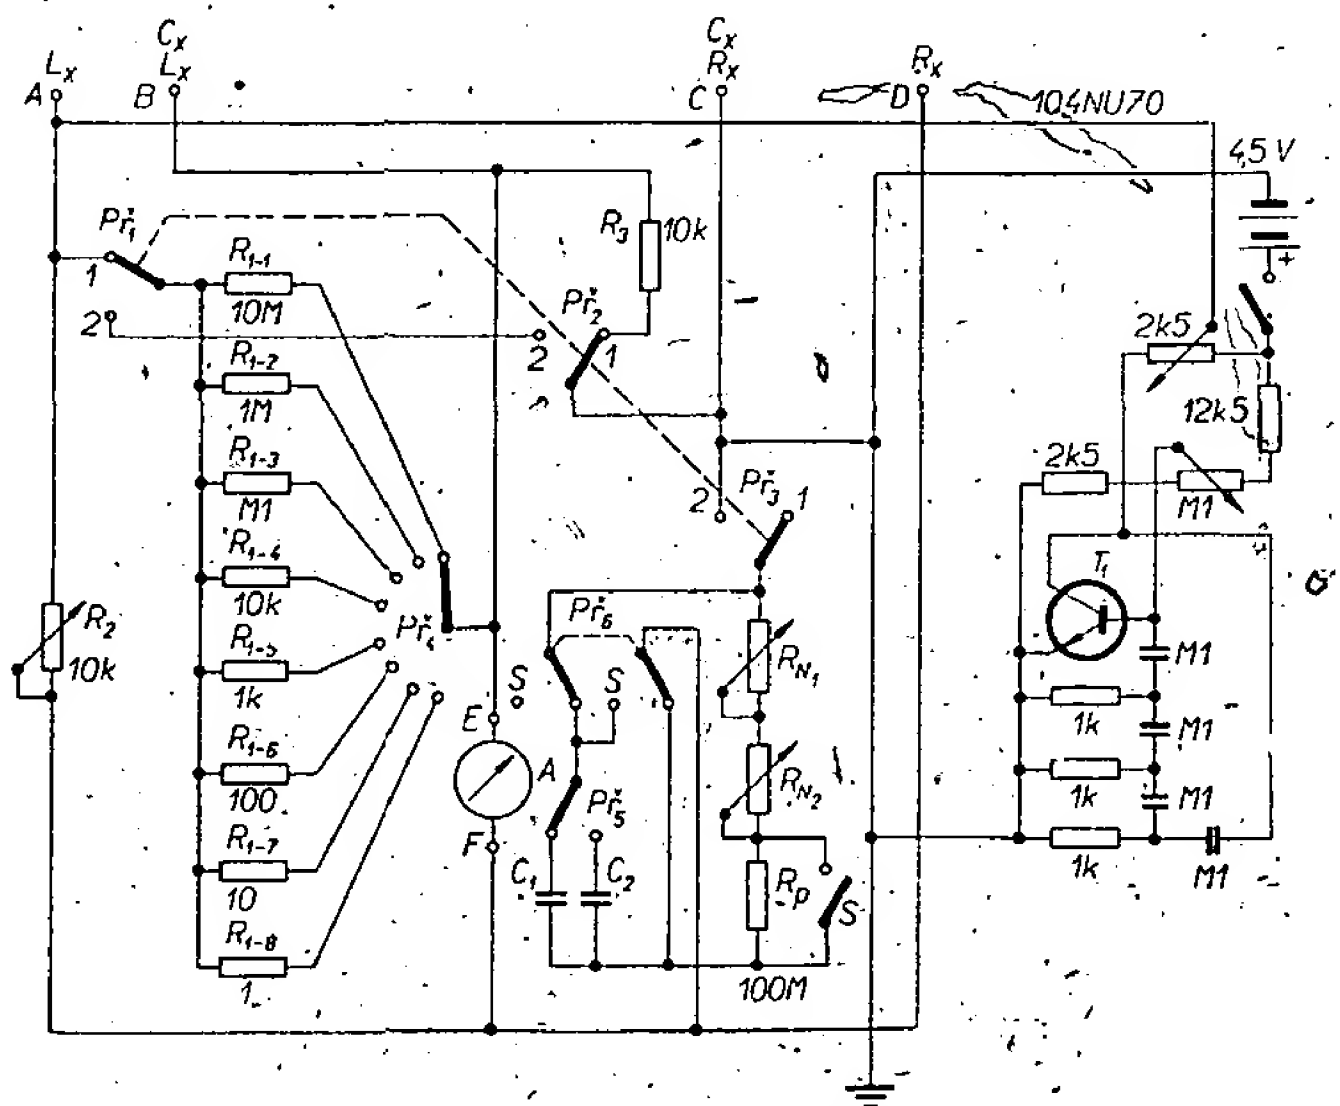 Lx
A
Cx
Lx
B
Cx
Rx
C
Rx
D
104NU70
4,5 V
+
Př1
1
2
R1-1
10M
R1-2
1M
R1-3
M1
R1-4
10k
R1-5
1k
R1-6
100
R1-7
10
R1-8
1
R2
10k
R3
10k
Př2
2
1
Př3
2
1
Př4
S
E
A
F
Př6
S
Př5
C1
C2
RN1
RN2
Rp
100M
S
2k5
12k5
2k5
M1
T1
M1
1k
M1
1k
M1
1k
M1